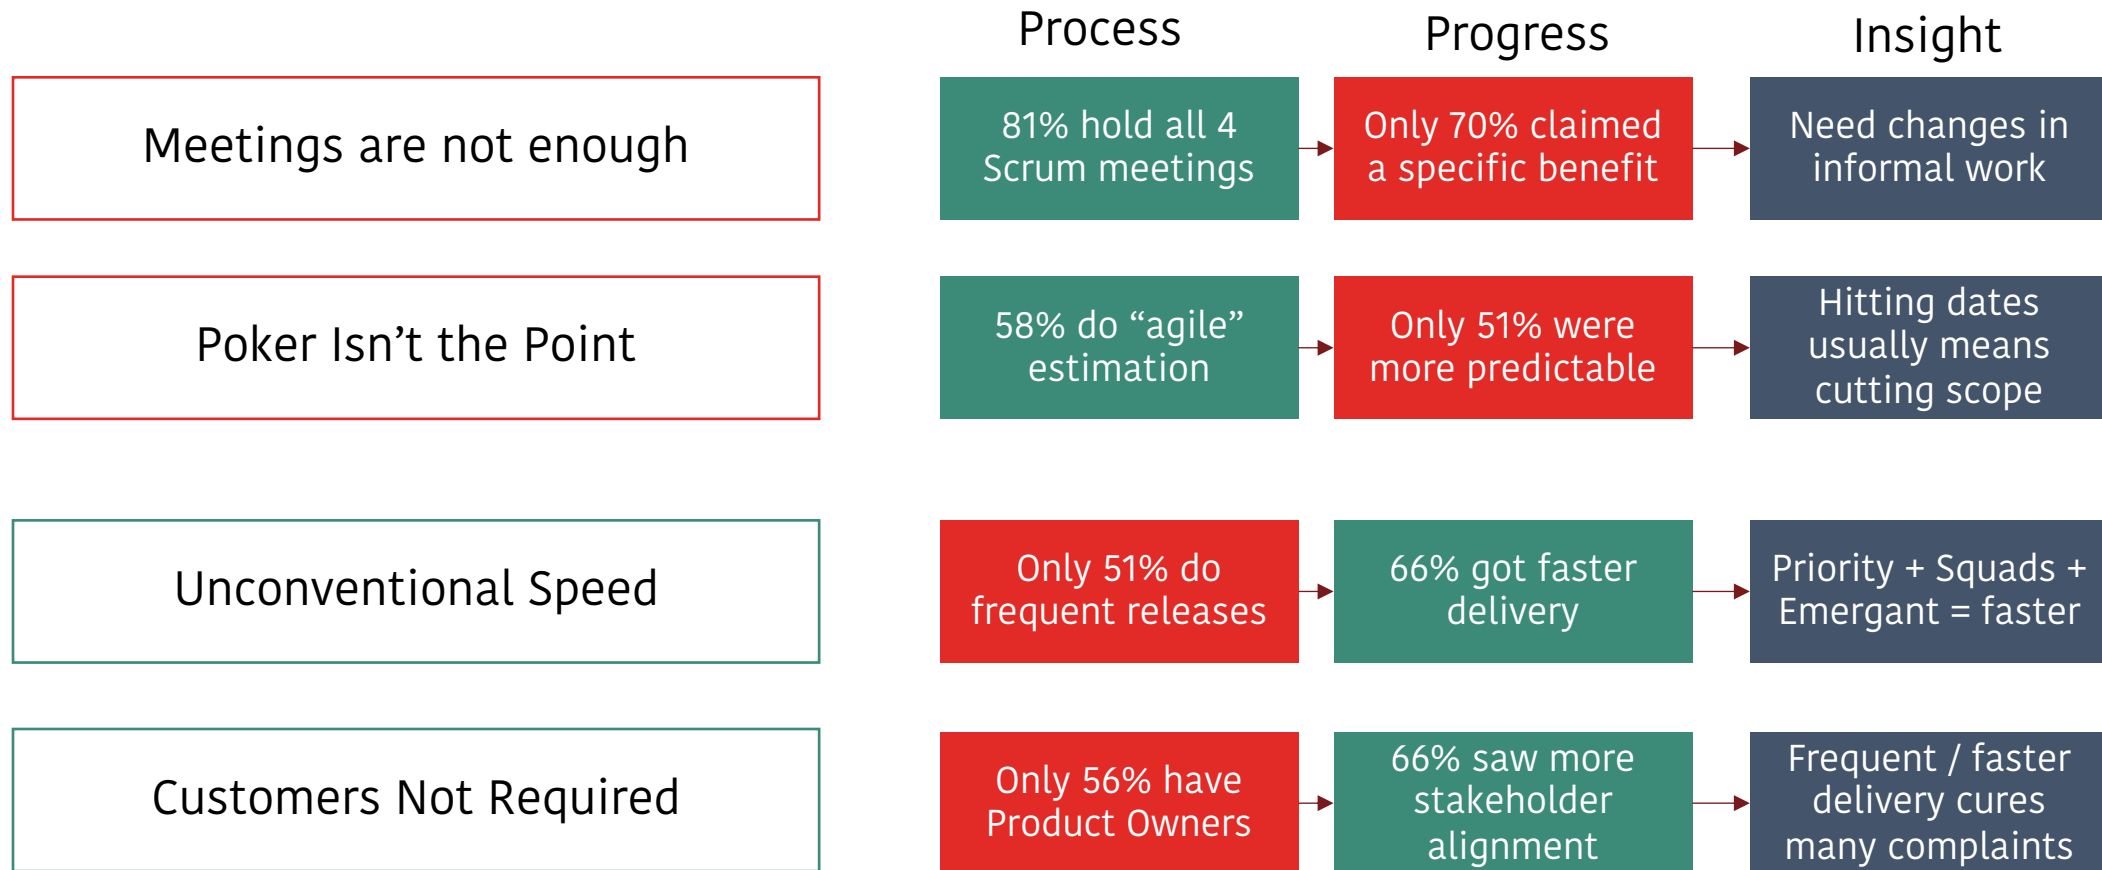 Process
Progress
Insight
Meetings are not enough
81% hold all 4
Scrum meetings
Only 70% claimed
a specific benefit
Need changes in
informal work
Poker Isn’t the Point
58% do “agile”
estimation
Only 51% were
more predictable
Hitting dates
usually means
cutting scope
Unconventional Speed
Only 51% do
frequent releases
66% got faster
delivery
Priority + Squads +
Emergant = faster
Customers Not Required
Only 56% have
Product Owners
66% saw more
stakeholder
alignment
Frequent / faster
delivery cures
many complaints